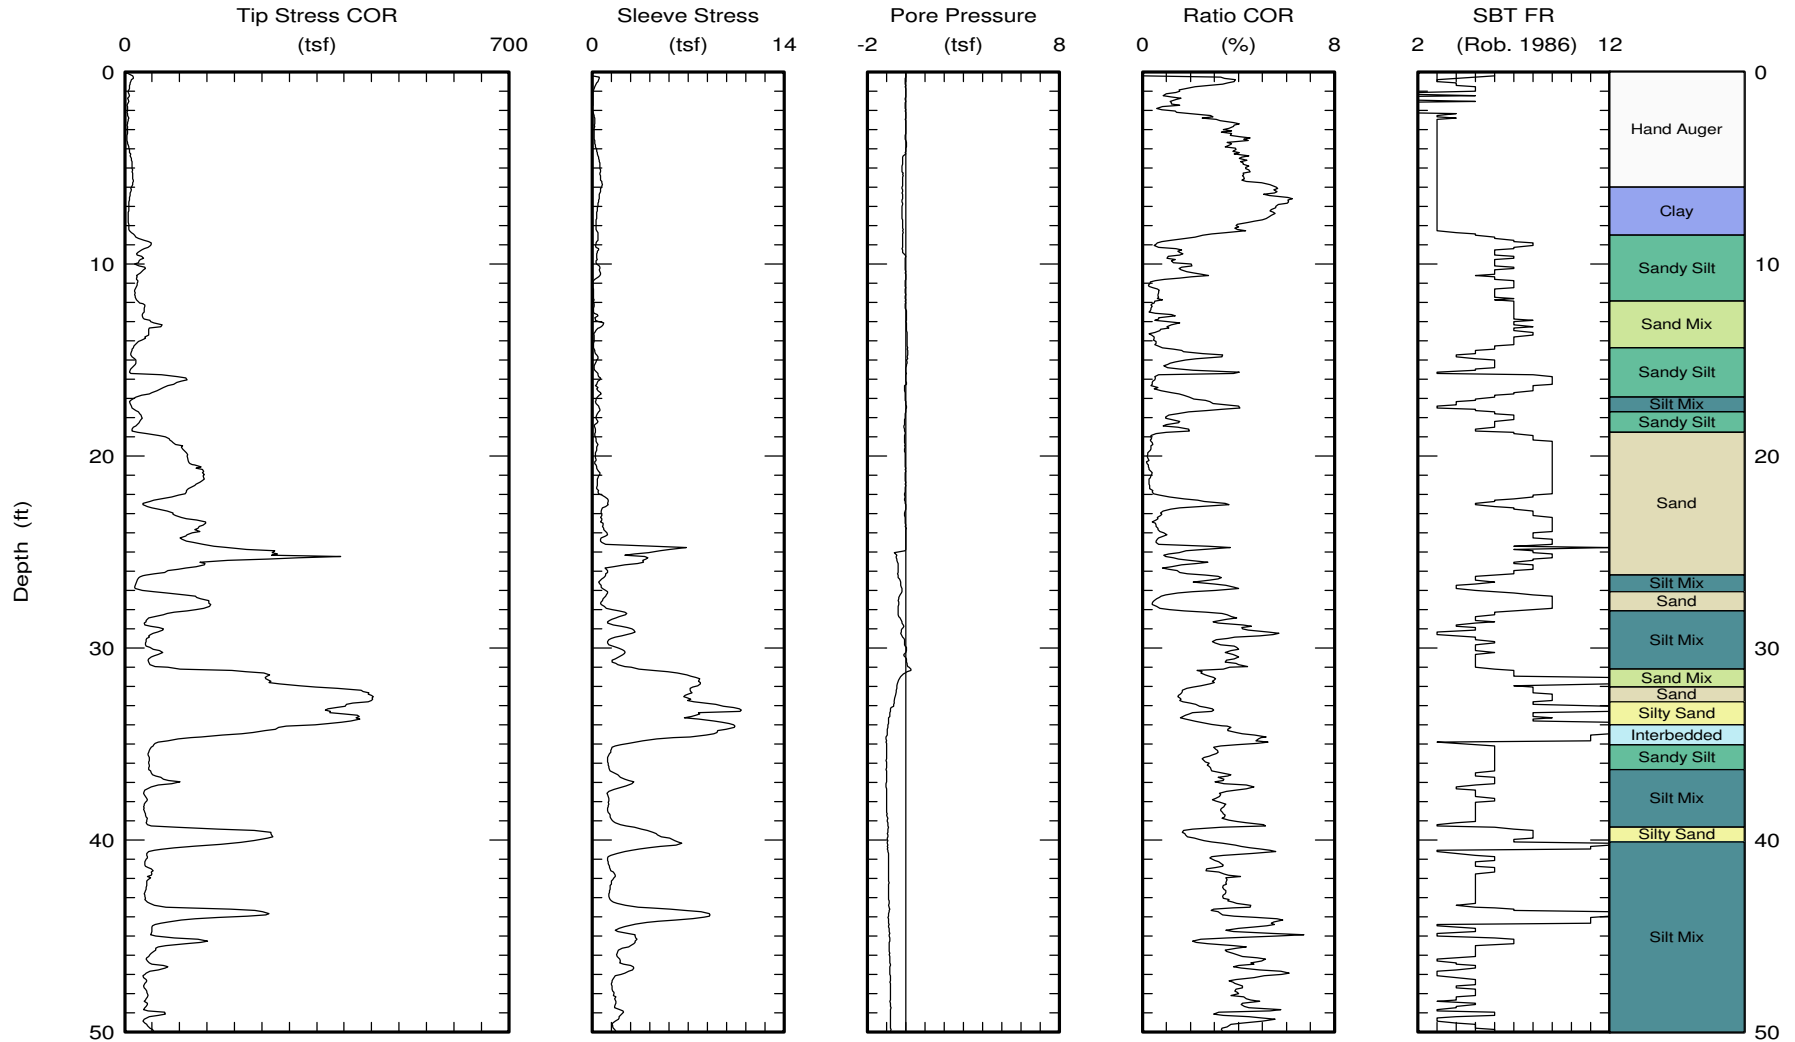 Tip Stress COR Sleeve Stress Pore Pressure Ratio COR SBT FR
0 (tsf) 700 0 (tsf) 14 -2 (tsf) 8 0 (%) 8 2 (Rob. 1986) 12
0 0
Hand Auger
Clay
10 Sandy Silt 10
Sand Mix
Sandy Silt
Silt Mix
Sandy Silt
20 20
Sand
Depth (ft)
Silt Mix
Sand
30 Silt Mix 30
Sand Mix
Sand
Silty Sand
Interbedded
Sandy Silt
Silt Mix
40 Silty Sand 40
Silt Mix
50 50